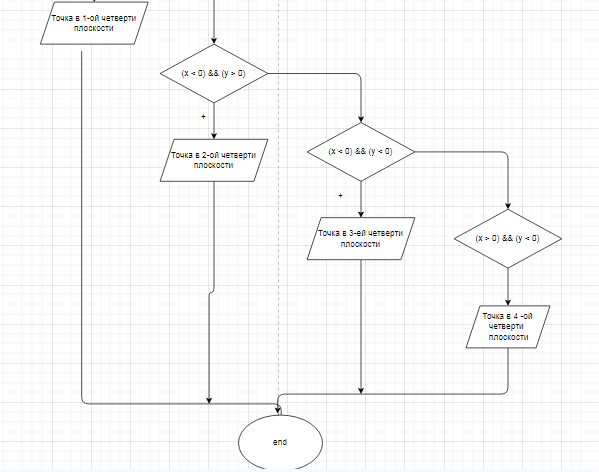 Точка в 1-ой четверти
плоскости
(x < 0) && (y > 0)
+
Точка в 2-ой четверти
плоскости
(x < 0) && (y < 0)
+
Точка в 3-ей четверти
плоскости
(x > 0) && (y < 0)
Точка в 4 -ой
четверти
плоскости
end